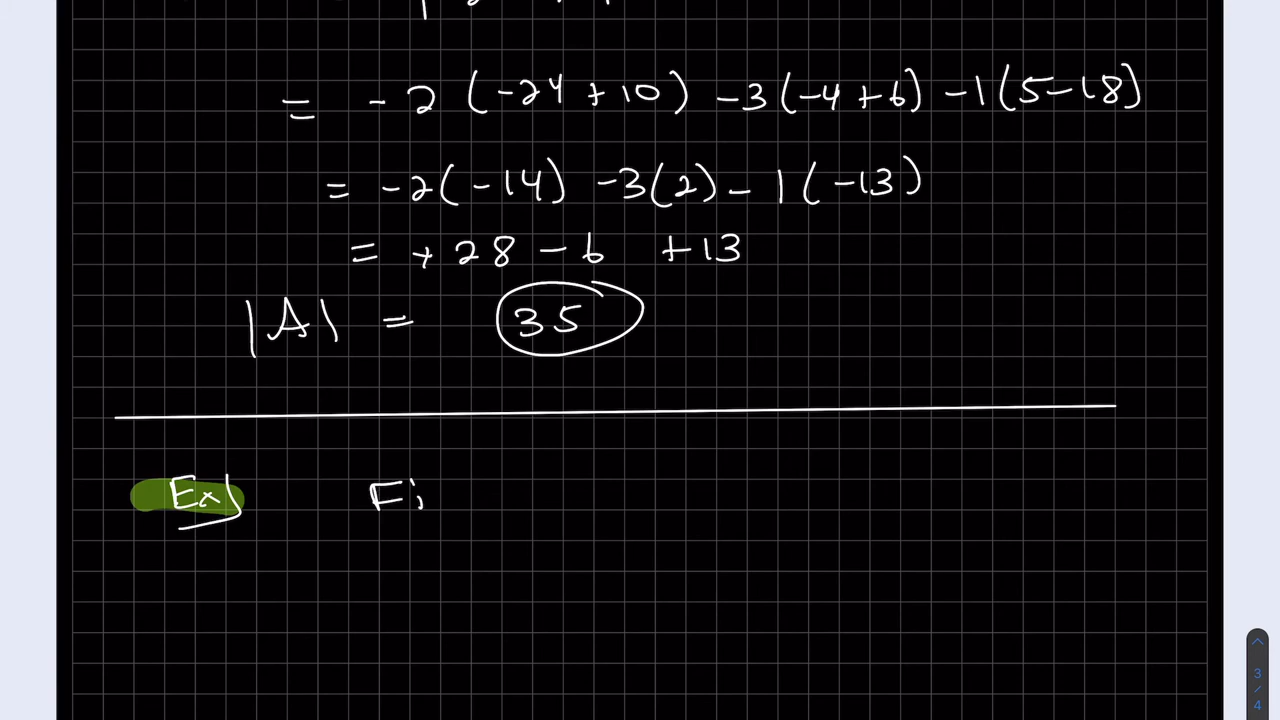 = -2 (-24 + 10) -3 (-4 + 6) -1 (5 - 18)
= -2 (-14) -3 (2) - 1 (-13)
= + 28 - 6 + 13
|A| = 35
Ex) Fi
3
/
4